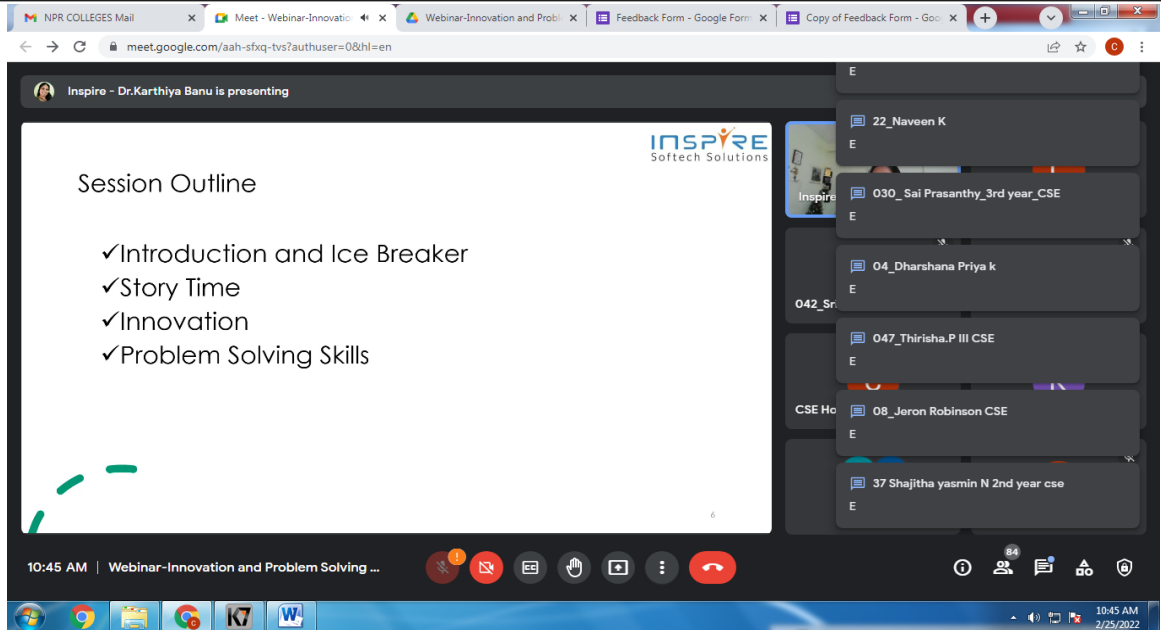 NPR COLLEGES Mail
Meet - Webinar-Innovatio
Webinar-Innovation and Proble
Feedback Form - Google Form
Copy of Feedback Form - Goo
meet.google.com/aah-sfxq-tvs?authuser=0&hl=en
C
Inspire - Dr.Karthiya Banu is presenting
INSPIRE
Softech Solutions
Session Outline
✓Introduction and Ice Breaker
✓Story Time
✓Innovation
✓Problem Solving Skills
6
Inspire
042_Sri
CSE Ho
E
22_Naveen K
E
030_ Sai Prasanthy_3rd year_CSE
E
04_Dharshana Priya k
E
047_Thirisha.P III CSE
E
08_Jeron Robinson CSE
E
37 Shajitha yasmin N 2nd year cse
E
10:45 AM | Webinar-Innovation and Problem Solving ...
CC
84
K7
W
10:45 AM
2/25/2022